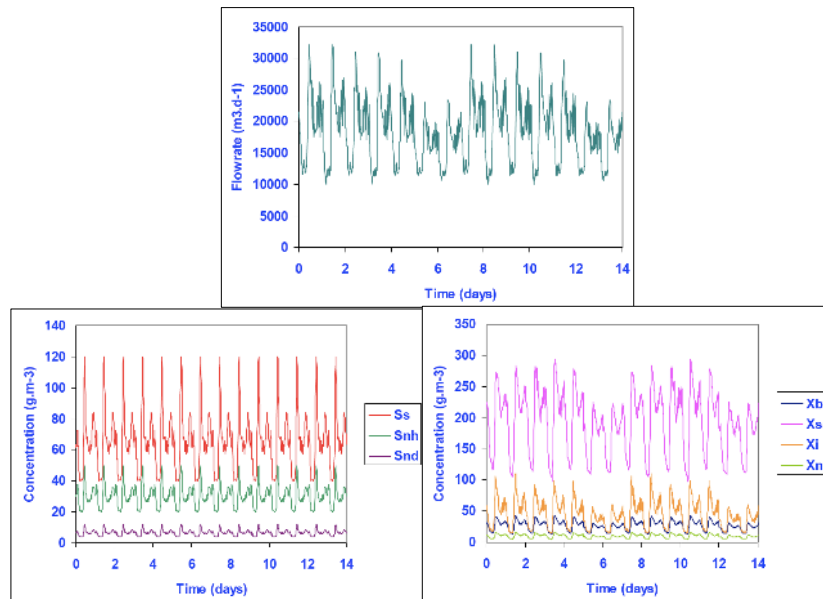 35000
30000
25000
20000
15000
10000
5000
0
Flowrate (m3.d-1)
0 2 4 6 8 10 12 14
Time (days)
140
120
100
80
60
40
20
0
Concentration (g.m-3)
0 2 4 6 8 10 12 14
Time (days)
Ss
Snh
Snd
350
300
250
200
150
100
50
0
Concentration (g.m-3)
0 2 4 6 8 10 12 14
Time (days)
Xb
Xs
Xi